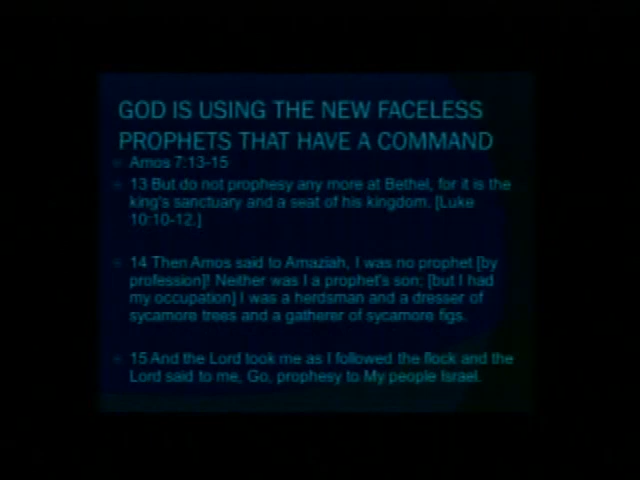 GOD IS USING THE NEW FACELESS
PROPHETS THAT HAVE A COMMAND
Amos 7:13-15
13 But do not prophesy any more at Bethel, for it is the
king's sanctuary and a seat of his kingdom. [Luke
10:10-12.]
14 Then Amos said to Amaziah, I was no prophet [by
profession]! Neither was I a prophet's son; [but I had
my occupation] I was a herdsman and a dresser of
sycamore trees and a gatherer of sycamore figs.
15 And the Lord took me as I followed the flock and the
Lord said to me, Go, prophesy to My people Israel.